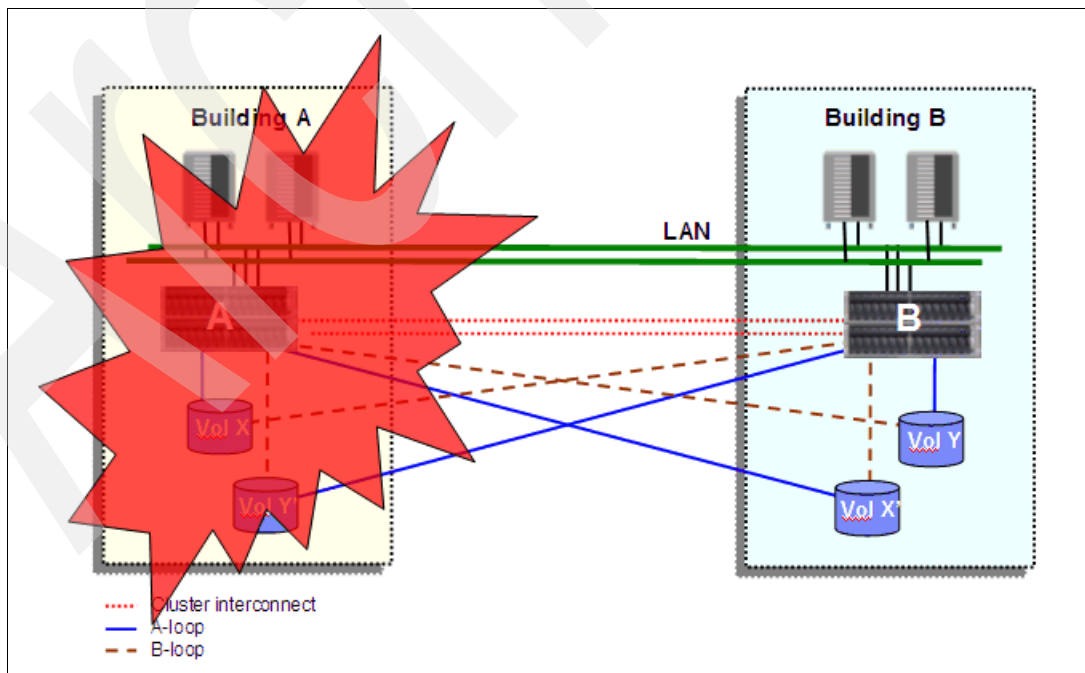 Building A
Building B
LAN
A
B
Vol X
Vol Y
Vol Y'
Vol X'
Cluster interconnect
A-loop
B-loop